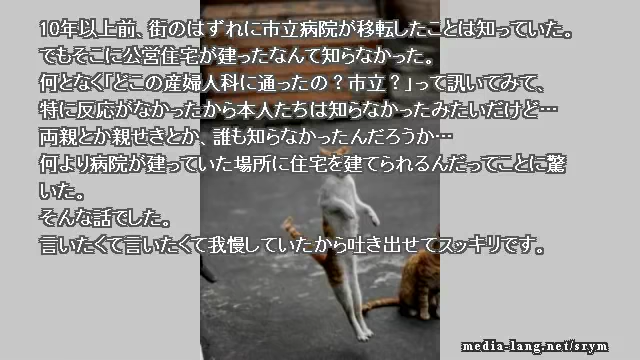 10年以上前、街のはずれに市立病院が移転したことは知っていた。
でもそこに公営住宅が建ったなんて知らなかった。
何となく「どこの産婦人科に通ったの？市立？」って訊いてみて、
特に反応がなかったから本人たちは知らなかったみたいだけど…
両親とか親せきとか、誰も知らなかったんだろうか…
何より病院が建っていた場所に住宅を建てられるんだってことに驚
いた。
そんな話でした。
言いたくて言いたくて我慢していたから吐き出せてスッキリです。
media-lang.net/srym